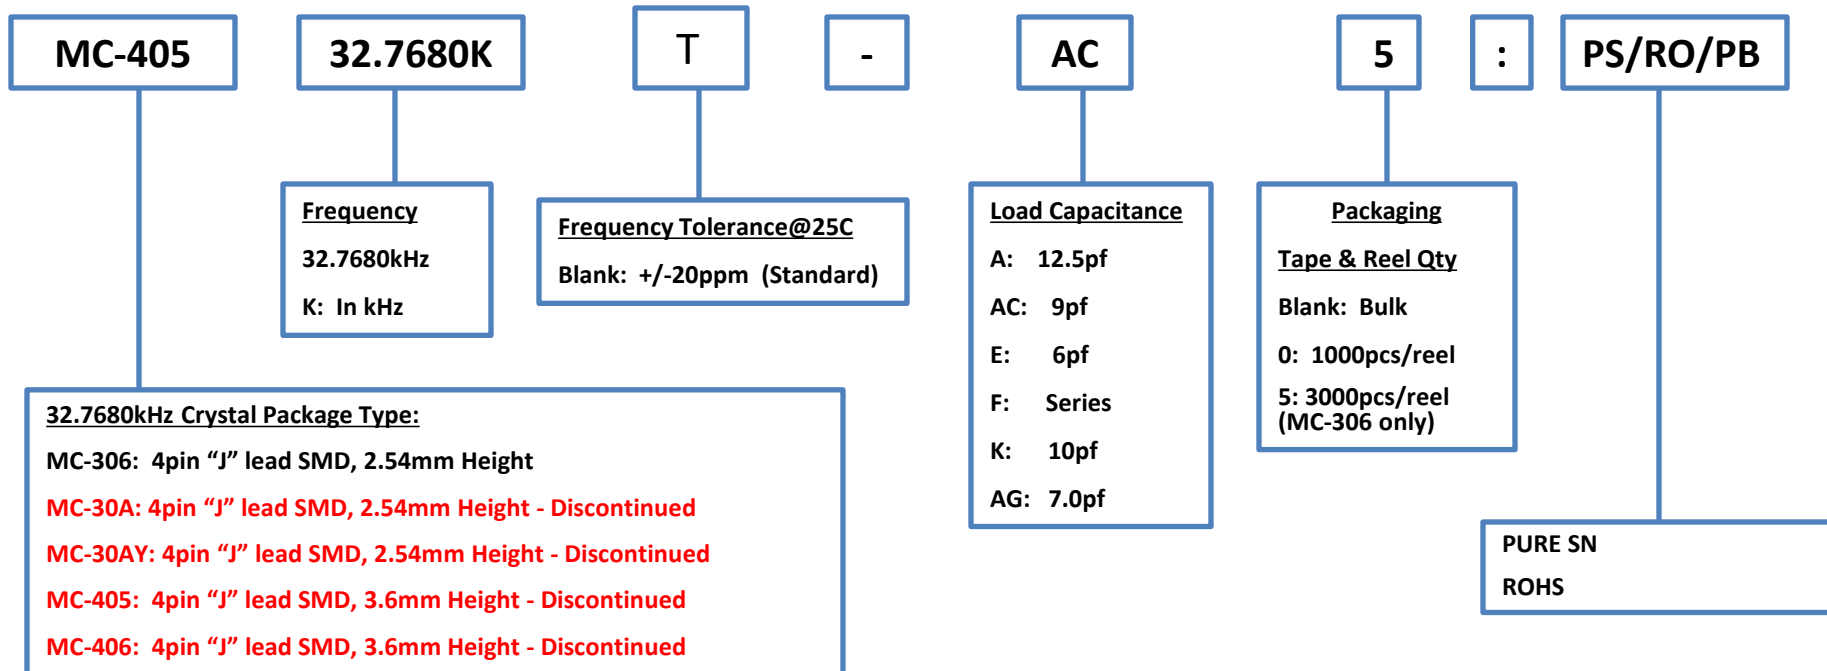 MC-405
32.7680K
T
-
AC
5
:
PS/RO/PB
Frequency
32.7680kHz
K: In kHz
Frequency Tolerance@25C
Blank: +/-20ppm (Standard)
Load Capacitance
A: 12.5pf
AC: 9pf
E: 6pf
F: Series
K: 10pf
AG: 7.0pf
Packaging
Tape & Reel Qty
Blank: Bulk
0: 1000pcs/reel
5: 3000pcs/reel
(MC-306 only)
32.7680kHz Crystal Package Type:
MC-306: 4pin “J” lead SMD, 2.54mm Height
MC-30A: 4pin “J” lead SMD, 2.54mm Height - Discontinued
MC-30AY: 4pin “J” lead SMD, 2.54mm Height - Discontinued
MC-405: 4pin “J” lead SMD, 3.6mm Height - Discontinued
MC-406: 4pin “J” lead SMD, 3.6mm Height - Discontinued
PURE SN
ROHS